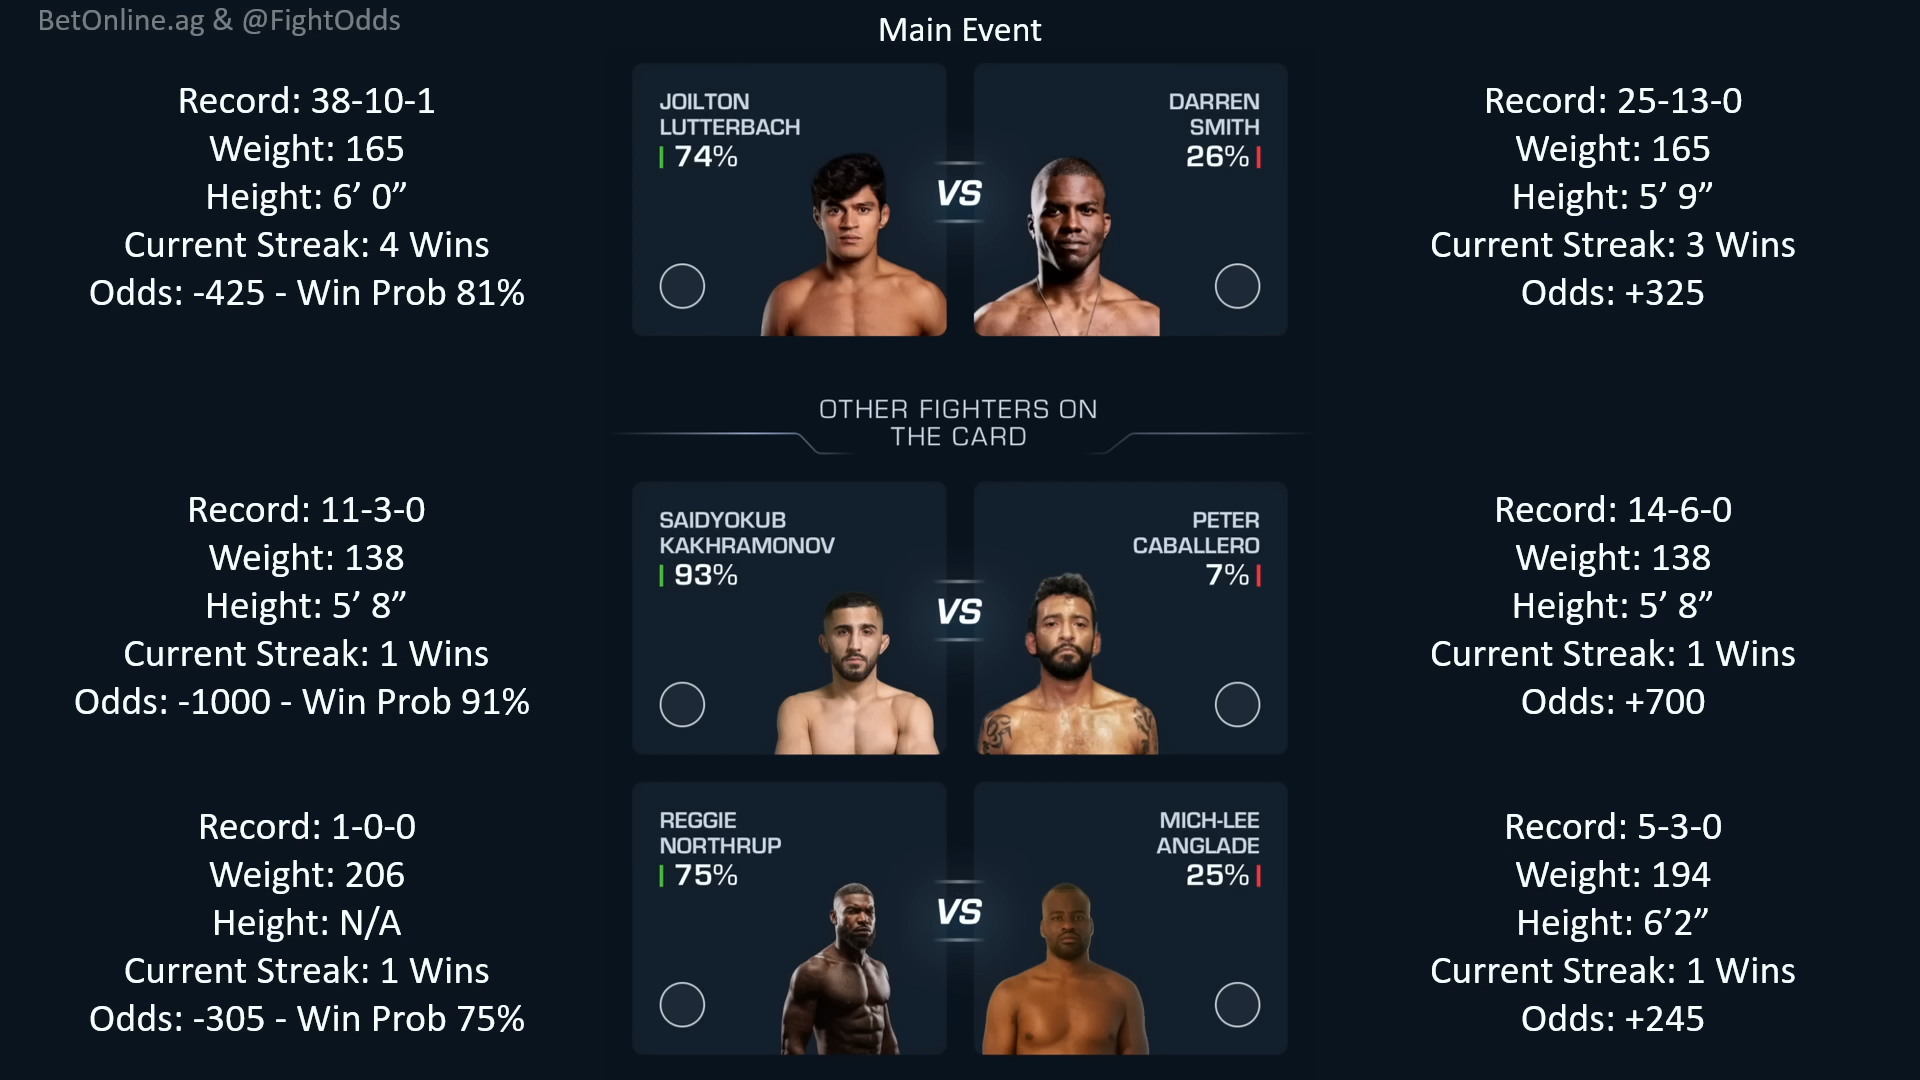 BetOnline.ag & @FightOdds
Main Event
Record: 38-10-1
Weight: 165
Height: 6’ 0”
Current Streak: 4 Wins
Odds: -425 - Win Prob 81%
JOILTON
LUTTERBACH
74%
VS
DARREN
SMITH
26%
Record: 25-13-0
Weight: 165
Height: 5’ 9”
Current Streak: 3 Wins
Odds: +325
OTHER FIGHTERS ON
THE CARD
Record: 11-3-0
Weight: 138
Height: 5’ 8”
Current Streak: 1 Wins
Odds: -1000 - Win Prob 91%
SAIDYOKUB
KAKHRAMONOV
93%
VS
PETER
CABALLERO
7%
Record: 14-6-0
Weight: 138
Height: 5’ 8”
Current Streak: 1 Wins
Odds: +700
Record: 1-0-0
Weight: 206
Height: N/A
Current Streak: 1 Wins
Odds: -305 - Win Prob 75%
REGGIE
NORTHRUP
75%
VS
MICH-LEE
ANGLADE
25%
Record: 5-3-0
Weight: 194
Height: 6’2”
Current Streak: 1 Wins
Odds: +245